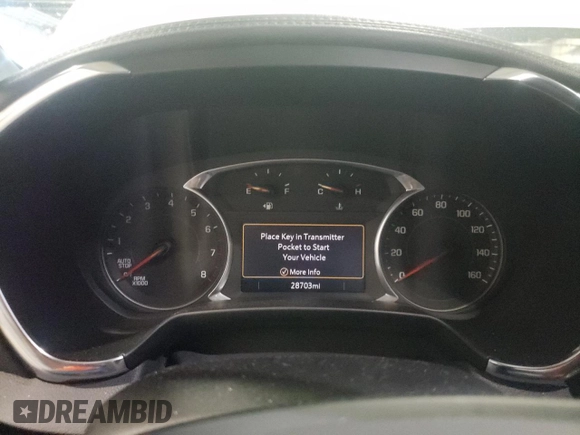 1 2 3 4 5 6 7 8
AUTO
STOP
0
RPM
X1000
E F
C H
Place Key in Transmitter
Pocket to Start
Your Vehicle
More Info
28703mi
0 20 40 60 80 100 120 140 160
DREAMBID